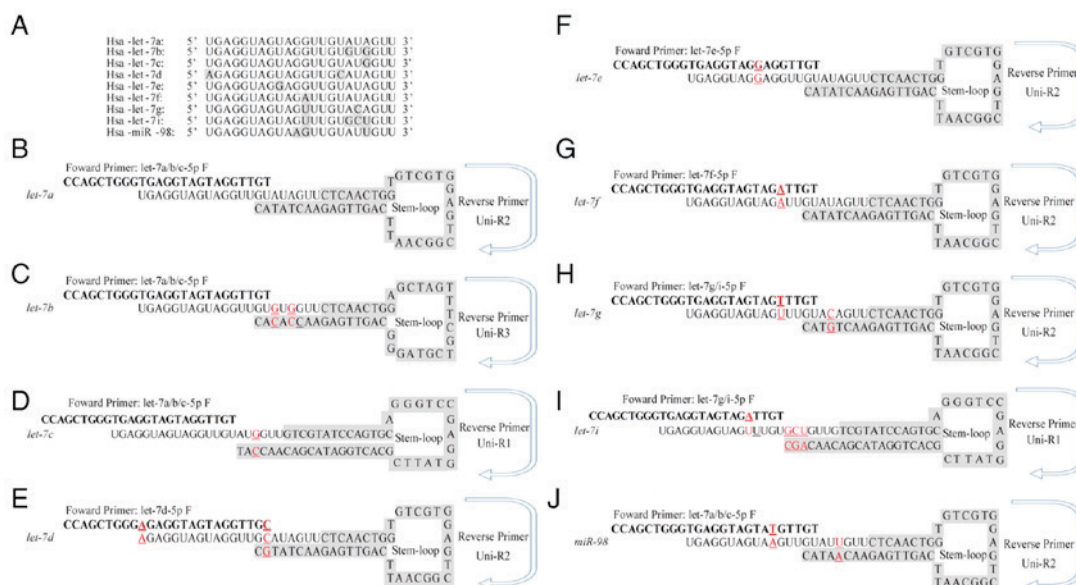 A
Hsa -let -7a: 5' UGAGGUAGUAGGUUGUAUAGUU 3'
Hsa -let -7b: 5' UGAGGUAGUAGGUUGUGUGGUU 3'
Hsa -let -7c: 5' UGAGGUAGUAGGUUGUAUGGUU 3'
Hsa -let -7d 5' AGAGGUAGUAGGUUGCAUAGUU 3'
Hsa -let -7e: 5' UGAGGUAGGAGGUUGUAUAGUU 3'
Hsa -let -7f: 5' UGAGGUAGUAGAUUGUAUAGUU 3'
Hsa -let -7g: 5' UGAGGUAGUAGUUUGUACAGUU 3'
Hsa -let -7i: 5' UGAGGUAGUAGUUUGUGCUGUU 3'
Hsa -miR -98: 5' UGAGGUAGUAAGUUGUAUUGUU 3'
B
Foward Primer: let-7a/b/c-5p F
CCAGCTGGGTGAGGTAGTAGGTTGT
let-7a
UGAGGUAGUAGGUUGUAUAGUUCTCAACTGGTGTCGTGGAGTCGGCAATT
CATATCAAGAGTTGAC
Stem-loop
Reverse Primer
Uni-R2
C
Foward Primer: let-7a/b/c-5p F
CCAGCTGGGTGAGGTAGTAGGTTGT
let-7b
UGAGGUAGUAGGUUGUGUGGUUCTCAACTGGAGCTAGTTTCGTCGTAGG
CACACCAAGAGTTGAC
Stem-loop
Reverse Primer
Uni-R3
D
Foward Primer: let-7a/b/c-5p F
CCAGCTGGGTGAGGTAGTAGGTTGT
let-7c
UGAGGUAGUAGGUUGUAUGGUUGTCGTATCCAGTGCAGGGTCCGAGGTATTC
TACCAACAGCATAGGTCACG
Stem-loop
Reverse Primer
Uni-R1
E
Foward Primer: let-7d-5p F
CCAGCTGGGAGAGGTAGTAGGTTGC
let-7d
AGAGGUAGUAGGUUGCAUAGUUCTCAACTGGTGTCGTGGAGTCGGCAATT
CGTATCAAGAGTTGAC
Stem-loop
Reverse Primer
Uni-R2
F
Foward Primer: let-7e-5p F
CCAGCTGGGTGAGGTAGGAGGTTGT
let-7e
UGAGGUAGGAGGUUGUAUAGUUCTCAACTGGTGTCGTGGAGTCGGCAATT
CATATCAAGAGTTGAC
Stem-loop
Reverse Primer
Uni-R2
G
Foward Primer: let-7f-5p F
CCAGCTGGGTGAGGTAGTAGATTGT
let-7f
UGAGGUAGUAGAUUGUAUAGUUCTCAACTGGTGTCGTGGAGTCGGCAATT
CATATCAAGAGTTGAC
Stem-loop
Reverse Primer
Uni-R2
H
Foward Primer: let-7g/i-5p F
CCAGCTGGGTGAGGTAGTAGTTTGT
let-7g
UGAGGUAGUAGUUUGUACAGUUCTCAACTGGTGTCGTGGAGTCGGCAATT
CATGTCAAGAGTTGAC
Stem-loop
Reverse Primer
Uni-R2
I
Foward Primer: let-7g/i-5p F
CCAGCTGGGTGAGGTAGTAGATTGT
let-7i
UGAGGUAGUAGUUUGUGCUGUUGTCGTATCCAGTGCAGGGTCCGAGGTATTC
CGACAACAGCATAGGTCACG
Stem-loop
Reverse Primer
Uni-R1
J
Foward Primer: let-7a/b/c-5p F
CCAGCTGGGTGAGGTAGTATGTTGT
miR-98
UGAGGUAGUAAGUUGUAUUGUUCTCAACTGGTGTCGTGGAGTCGGCAATT
CATAACAAGAGTTGAC
Stem-loop
Reverse Primer
Uni-R2